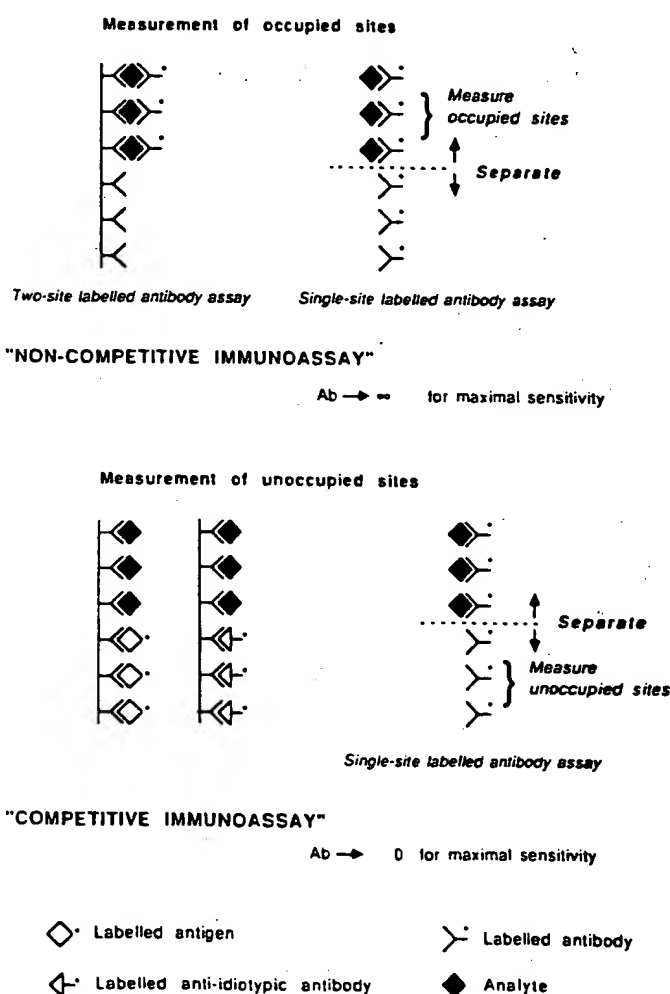 Measurement of occupied sites
Measure
occupied sites
Separate
Two-site labelled antibody assay
Single-site labelled antibody assay
"NON-COMPETITIVE IMMUNOASSAY"
Ab → ∞ for maximal sensitivity
Measurement of unoccupied sites
Separate
Measure
unoccupied sites
Single-site labelled antibody assay
"COMPETITIVE IMMUNOASSAY"
Ab → 0 for maximal sensitivity
Labelled antigen
Labelled antibody
Labelled anti-idiotypic antibody
Analyte